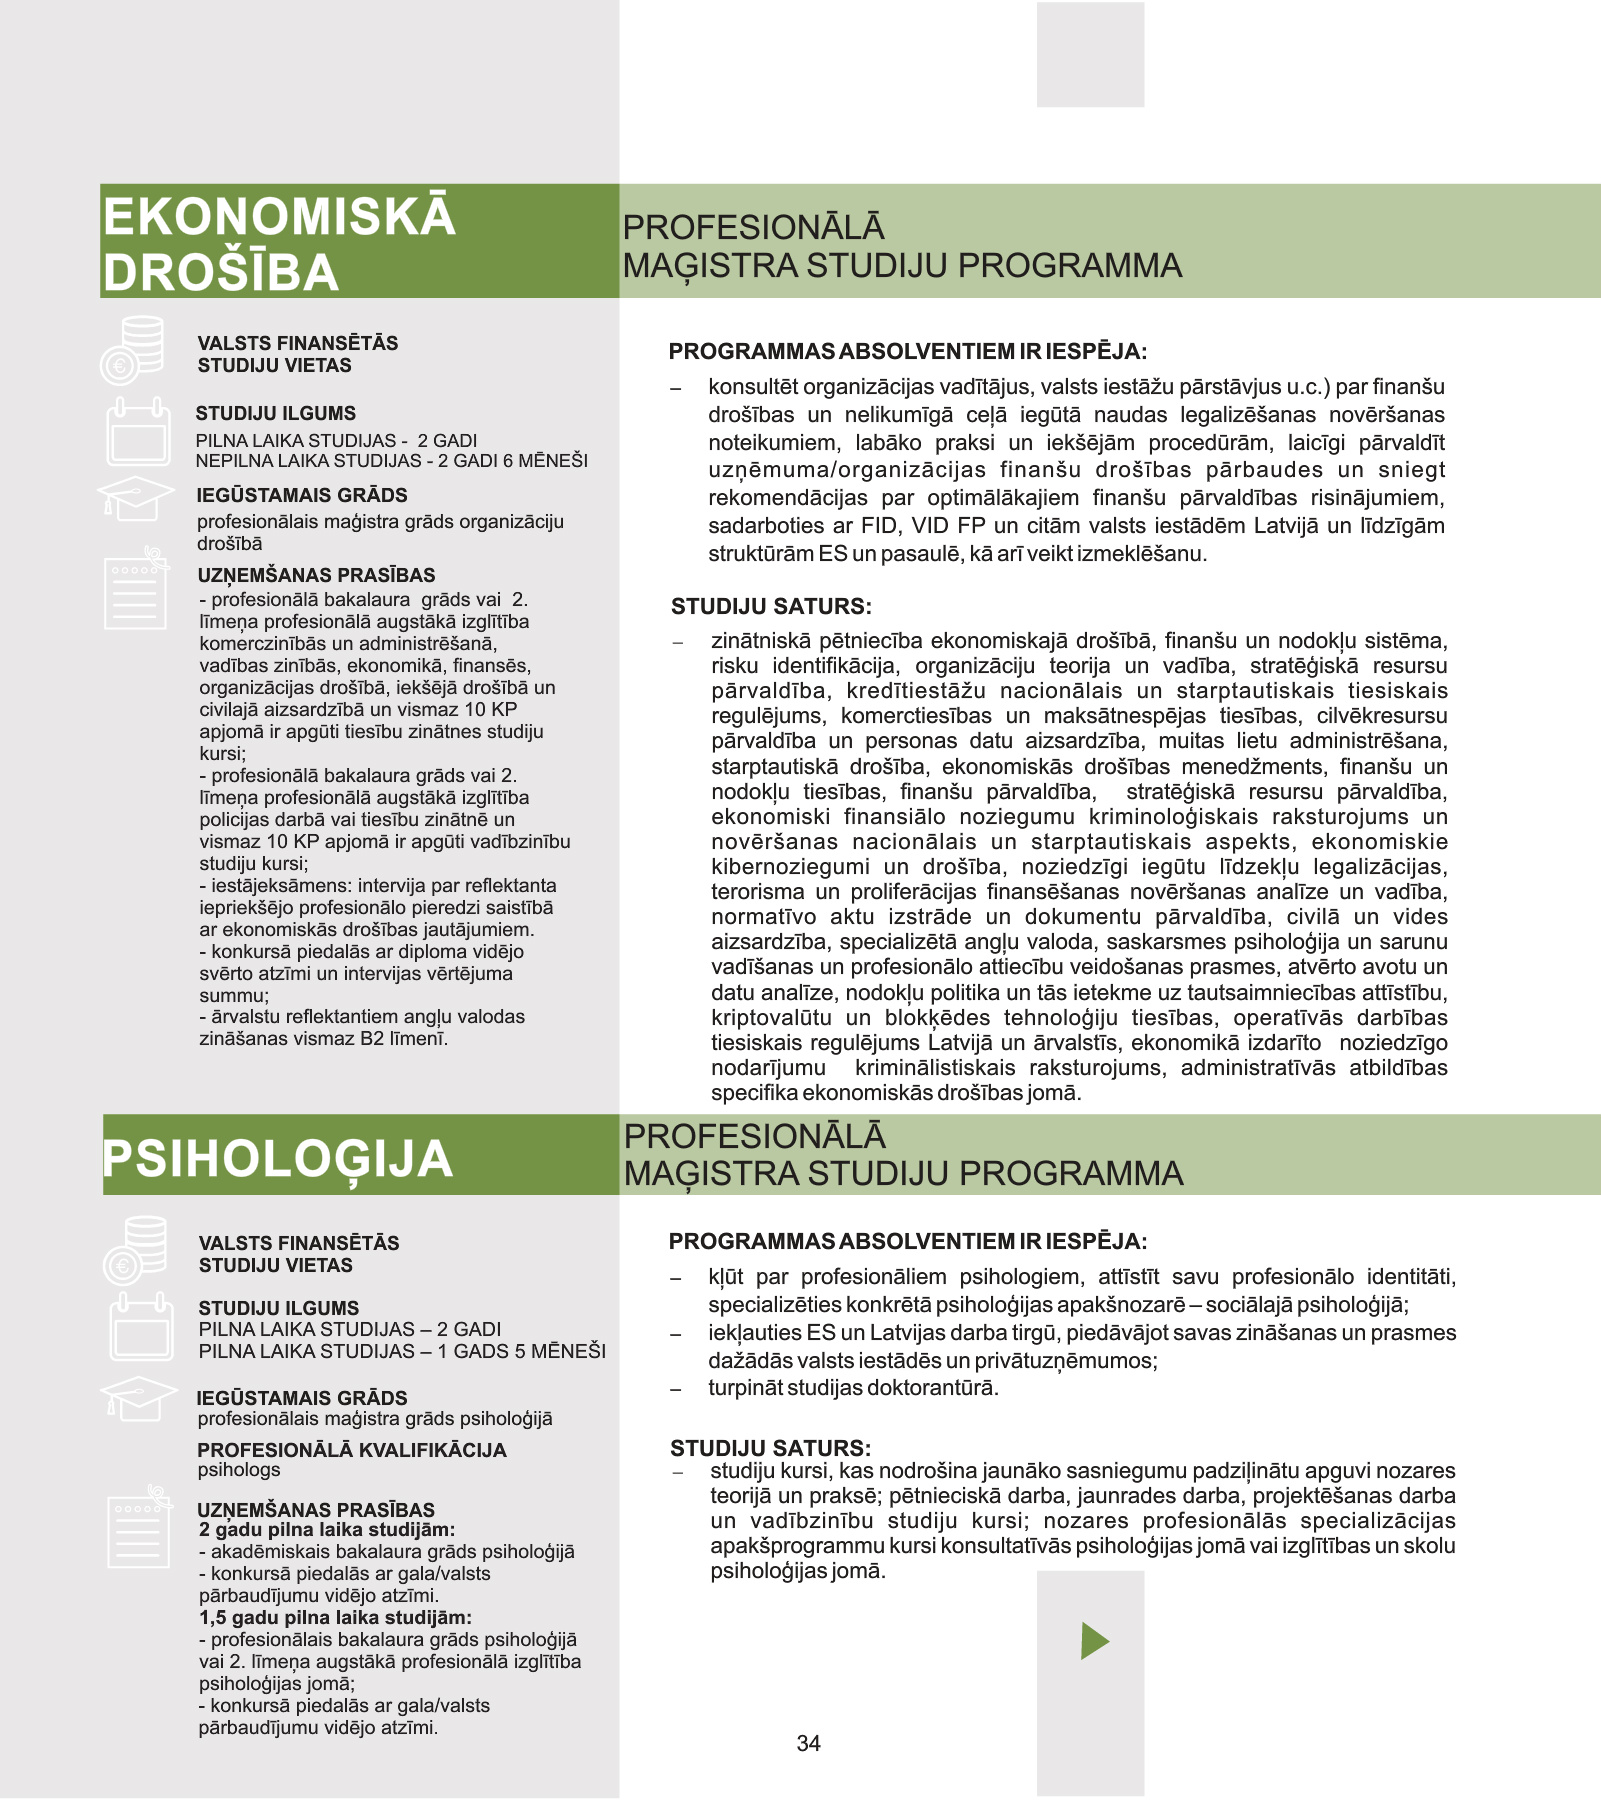 EKONOMISKĀ
DROŠĪBA
PROFESIONĀLĀ
MAĢISTRA STUDIJU PROGRAMMA
VALSTS FINANSĒTĀS
STUDIJU VIETAS
STUDIJU ILGUMS
PILNA LAIKA STUDIJAS - 2 GADI
NEPILNA LAIKA STUDIJAS - 2 GADI 6 MĒNEŠI
IEGŪSTAMAIS GRĀDS
profesionālais maģistra grāds organizāciju
drošībā
UZŅEMŠANAS PRASĪBAS
- profesionālā bakalaura grāds vai 2.
līmeņa profesionālā augstākā izglītība
komerczinībās un administrēšanā,
vadības zinībās, ekonomikā, finansēs,
organizācijas drošībā, iekšējā drošībā un
civilajā aizsardzībā un vismaz 10 KP
apjomā ir apgūti tiesību zinātnes studiju
kursi;
- profesionālā bakalaura grāds vai 2.
līmeņa profesionālā augstākā izglītība
policijas darbā vai tiesību zinātnē un
vismaz 10 KP apjomā ir apgūti vadībzinību
studiju kursi;
- iestājeksāmens: intervija par reflektanta
iepriekšējo profesionālo pieredzi saistībā
ar ekonomiskās drošības jautājumiem.
- konkursā piedalās ar diploma vidējo
svērto atzīmi un intervijas vērtējuma
summu;
- ārvalstu reflektantiem angļu valodas
zināšanas vismaz B2 līmenī.
PROGRAMMAS ABSOLVENTIEM IR IESPĒJA:
– konsultēt organizācijas vadītājus, valsts iestāžu pārstāvjus u.c.) par finanšu
drošības un nelikumīgā ceļā iegūtā naudas legalizēšanas novēršanas
noteikumiem, labāko praksi un iekšējām procedūrām, laicīgi pārvaldīt
uzņēmuma/organizācijas finanšu drošības pārbaudes un sniegt
rekomendācijas par optimālākajiem finanšu pārvaldības risinājumiem,
sadarboties ar FID, VID FP un citām valsts iestādēm Latvijā un līdzīgām
struktūrām ES un pasaulē, kā arī veikt izmeklēšanu.
STUDIJU SATURS:
– zinātniskā pētniecība ekonomiskajā drošībā, finanšu un nodokļu sistēma,
risku identifikācija, organizāciju teorija un vadība, stratēģiskā resursu
pārvaldība, kredītiestāžu nacionālais un starptautiskais tiesiskais
regulējums, komerctiesības un maksātnespējas tiesības, cilvēkresursu
pārvaldība un personas datu aizsardzība, muitas lietu administrēšana,
starptautiskā drošība, ekonomiskās drošības menedžments, finanšu un
nodokļu tiesības, finanšu pārvaldība, stratēģiskā resursu pārvaldība,
ekonomiski finansiālo noziegumu kriminoloģiskais raksturojums un
novēršanas nacionālais un starptautiskais aspekts, ekonomiskie
kibernoziegumi un drošība, noziedzīgi iegūtu līdzekļu legalizācijas,
terorisma un proliferācijas finansēšanas novēršanas analīze un vadība,
normatīvo aktu izstrāde un dokumentu pārvaldība, civilā un vides
aizsardzība, specializētā angļu valoda, saskarsmes psiholoģija un sarunu
vadīšanas un profesionālo attiecību veidošanas prasmes, atvērto avotu un
datu analīze, nodokļu politika un tās ietekme uz tautsaimniecības attīstību,
kriptovalūtu un blokķēdes tehnoloģiju tiesības, operatīvās darbības
tiesiskais regulējums Latvijā un ārvalstīs, ekonomikā izdarīto noziedzīgo
nodarījumu kriminālistiskais raksturojums, administratīvās atbildības
specifika ekonomiskās drošības jomā.
PSIHOLOĢIJA
PROFESIONĀLĀ
MAĢISTRA STUDIJU PROGRAMMA
VALSTS FINANSĒTĀS
STUDIJU VIETAS
STUDIJU ILGUMS
PILNA LAIKA STUDIJAS – 2 GADI
PILNA LAIKA STUDIJAS – 1 GADS 5 MĒNEŠI
IEGŪSTAMAIS GRĀDS
profesionālais maģistra grāds psiholoģijā
PROFESIONĀLĀ KVALIFIKĀCIJA
psihologs
UZŅEMŠANAS PRASĪBAS
2 gadu pilna laika studijām:
- akadēmiskais bakalaura grāds psiholoģijā
- konkursā piedalās ar gala/valsts
pārbaudījumu vidējo atzīmi.
1,5 gadu pilna laika studijām:
- profesionālais bakalaura grāds psiholoģijā
vai 2. līmeņa augstākā profesionālā izglītība
psiholoģijas jomā;
- konkursā piedalās ar gala/valsts
pārbaudījumu vidējo atzīmi.
PROGRAMMAS ABSOLVENTIEM IR IESPĒJA:
– kļūt par profesionāliem psihologiem, attīstīt savu profesionālo identitāti,
specializēties konkrētā psiholoģijas apakšnozarē – sociālajā psiholoģijā;
– iekļauties ES un Latvijas darba tirgū, piedāvājot savas zināšanas un prasmes
dažādās valsts iestādēs un privātuzņēmumos;
– turpināt studijas doktorantūrā.
STUDIJU SATURS:
– studiju kursi, kas nodrošina jaunāko sasniegumu padziļinātu apguvi nozares
teorijā un praksē; pētnieciskā darba, jaunrades darba, projektēšanas darba
un vadībzinību studiju kursi; nozares profesionālās specializācijas
apakšprogrammu kursi konsultatīvās psiholoģijas jomā vai izglītības un skolu
psiholoģijas jomā.
34